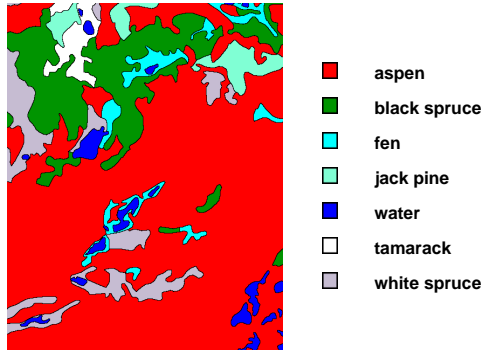 aspen
black spruce
fen
jack pine
water
tamarack
white spruce